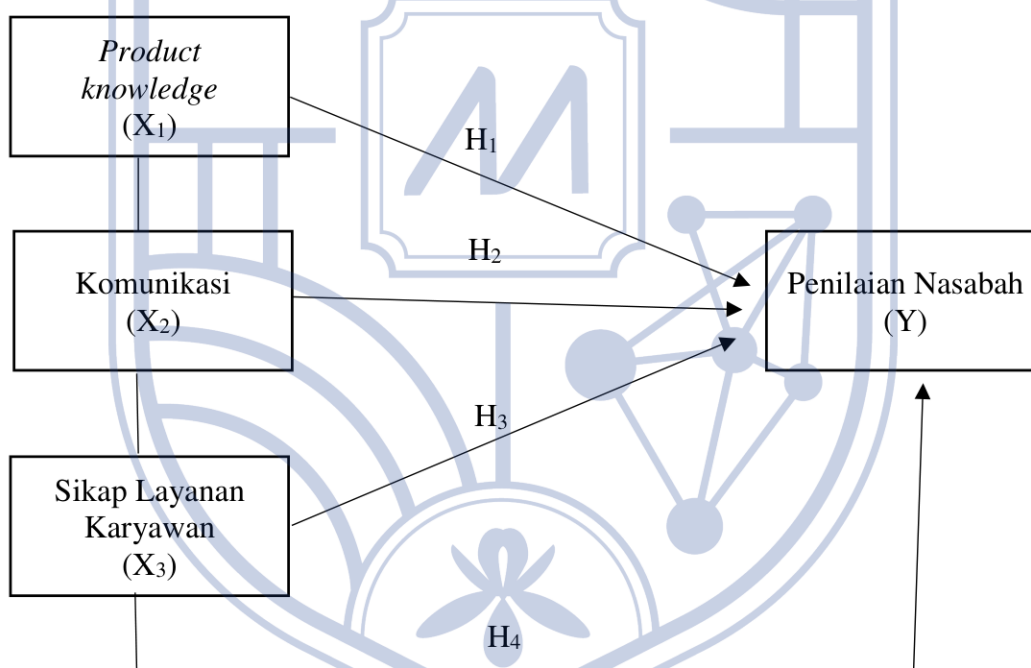 Product
knowledge
(X₁)
H₁
H₂
Komunikasi
(X₂)
Penilaian Nasabah
(Y)
H₃
Sikap Layanan
Karyawan
(X₃)
H₄